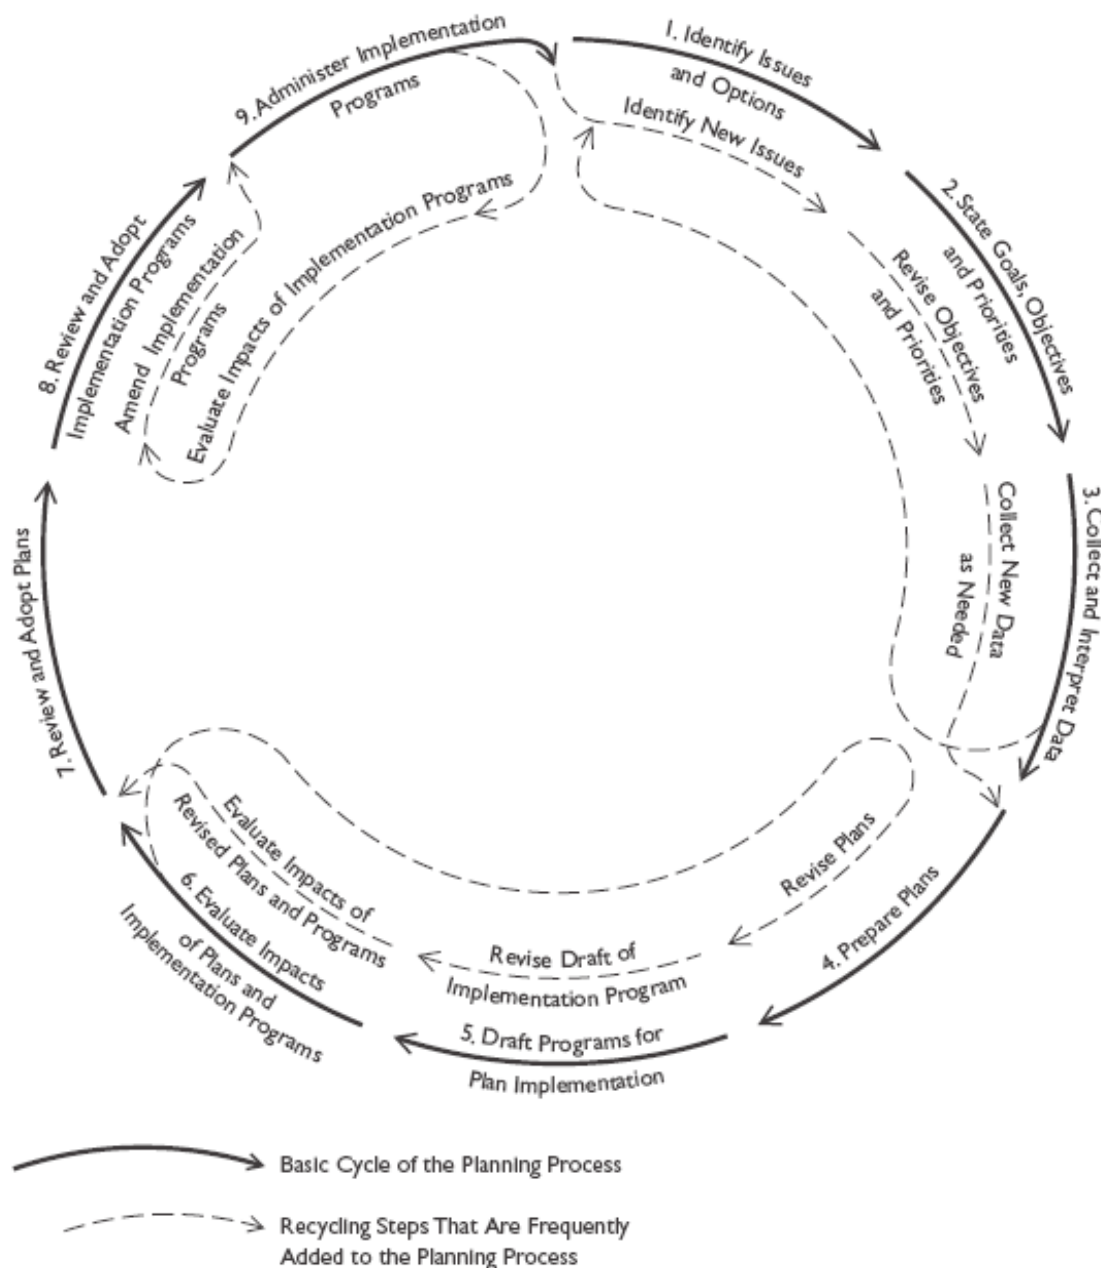 1. Identify Issues
and Options
Identify New Issues
2. State Goals, Objectives
and Priorities
Revise Objectives
and Priorities
3. Collect and Interpret Data
Collect New Data
as Needed
4. Prepare Plans
Revise Plans
5. Draft Programs for
Plan Implementation
Revise Draft of
Implementation Program
6. Evaluate Impacts
of Plans and
Implementation Programs
Evaluate Impacts of
Revised Plans and Programs
7. Review and Adopt Plans
8. Review and Adopt
Implementation Programs
Amend Implementation
Programs
Evaluate Impacts of Implementation Programs
9. Administer Implementation
Programs
Basic Cycle of the Planning Process
Recycling Steps That Are Frequently
Added to the Planning Process